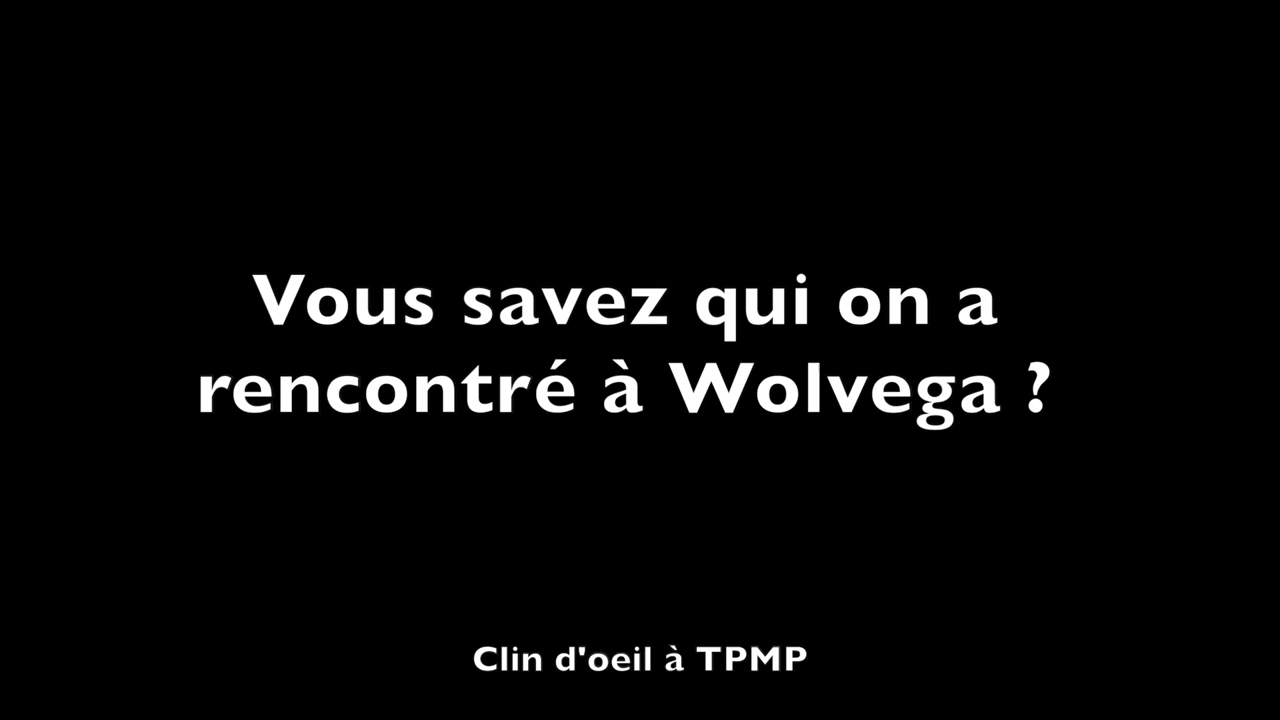 Vous savez qui on a
rencontré à Wolvega ?
Clin d'oeil à TPMP